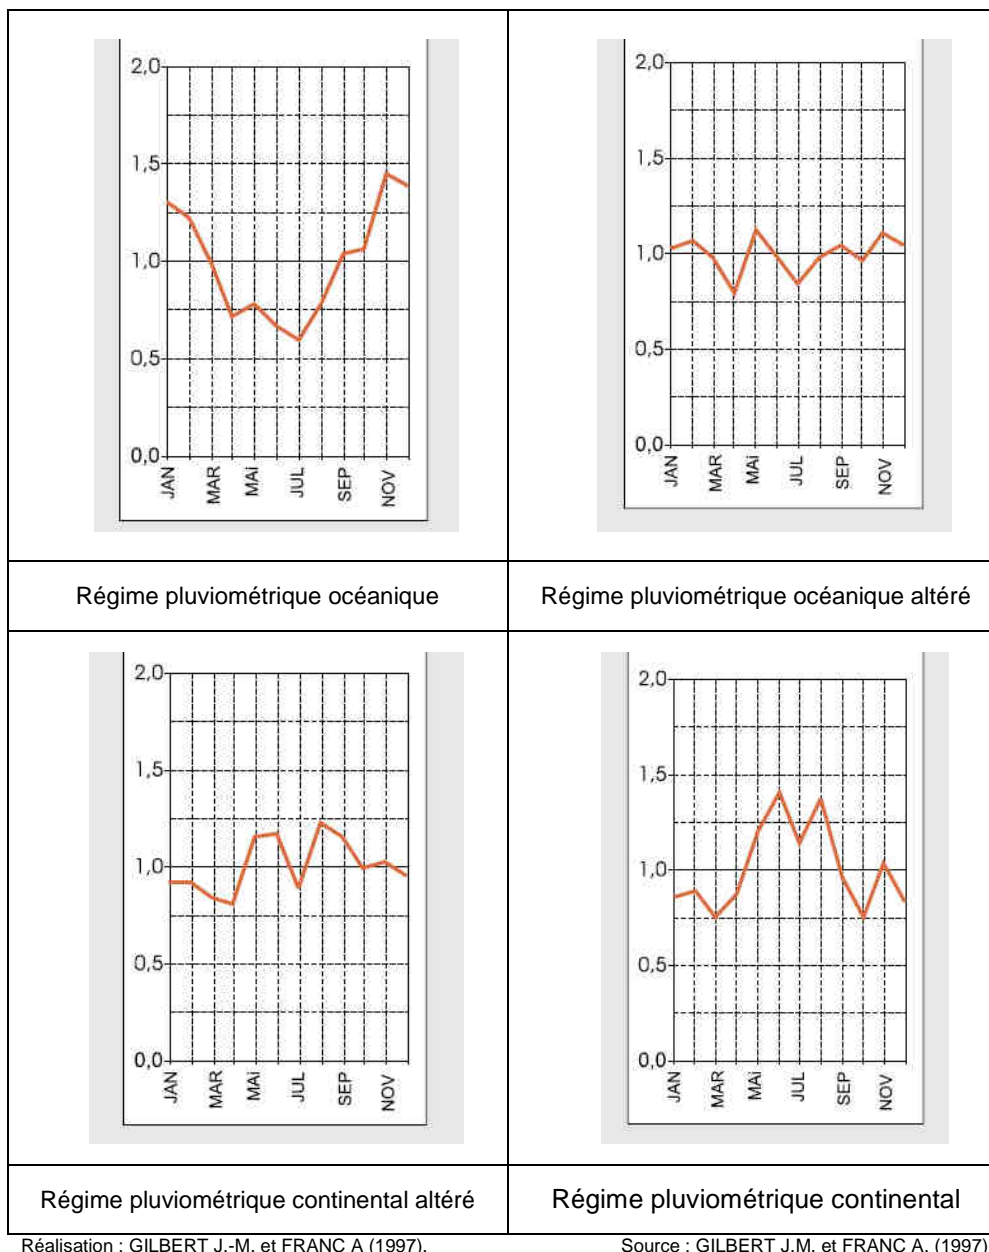 2,0
1,5
1,0
0,5
0,0
JAN
MAR
MAi
JUL
SEP
NOV
2,0
1,5
1,0
0,5
0,0
JAN
MAR
MAi
JUL
SEP
NOV
Régime pluviométrique océanique
Régime pluviométrique océanique altéré
2,0
1,5
1,0
0,5
0,0
JAN
MAR
MAi
JUL
SEP
NOV
2,0
1,5
1,0
0,5
0,0
JAN
MAR
MAi
JUL
SEP
NOV
Régime pluviométrique continental altéré
Régime pluviométrique continental
Réalisation : GILBERT J.-M. et FRANC A (1997).
Source : GILBERT J.M. et FRANC A. (1997)